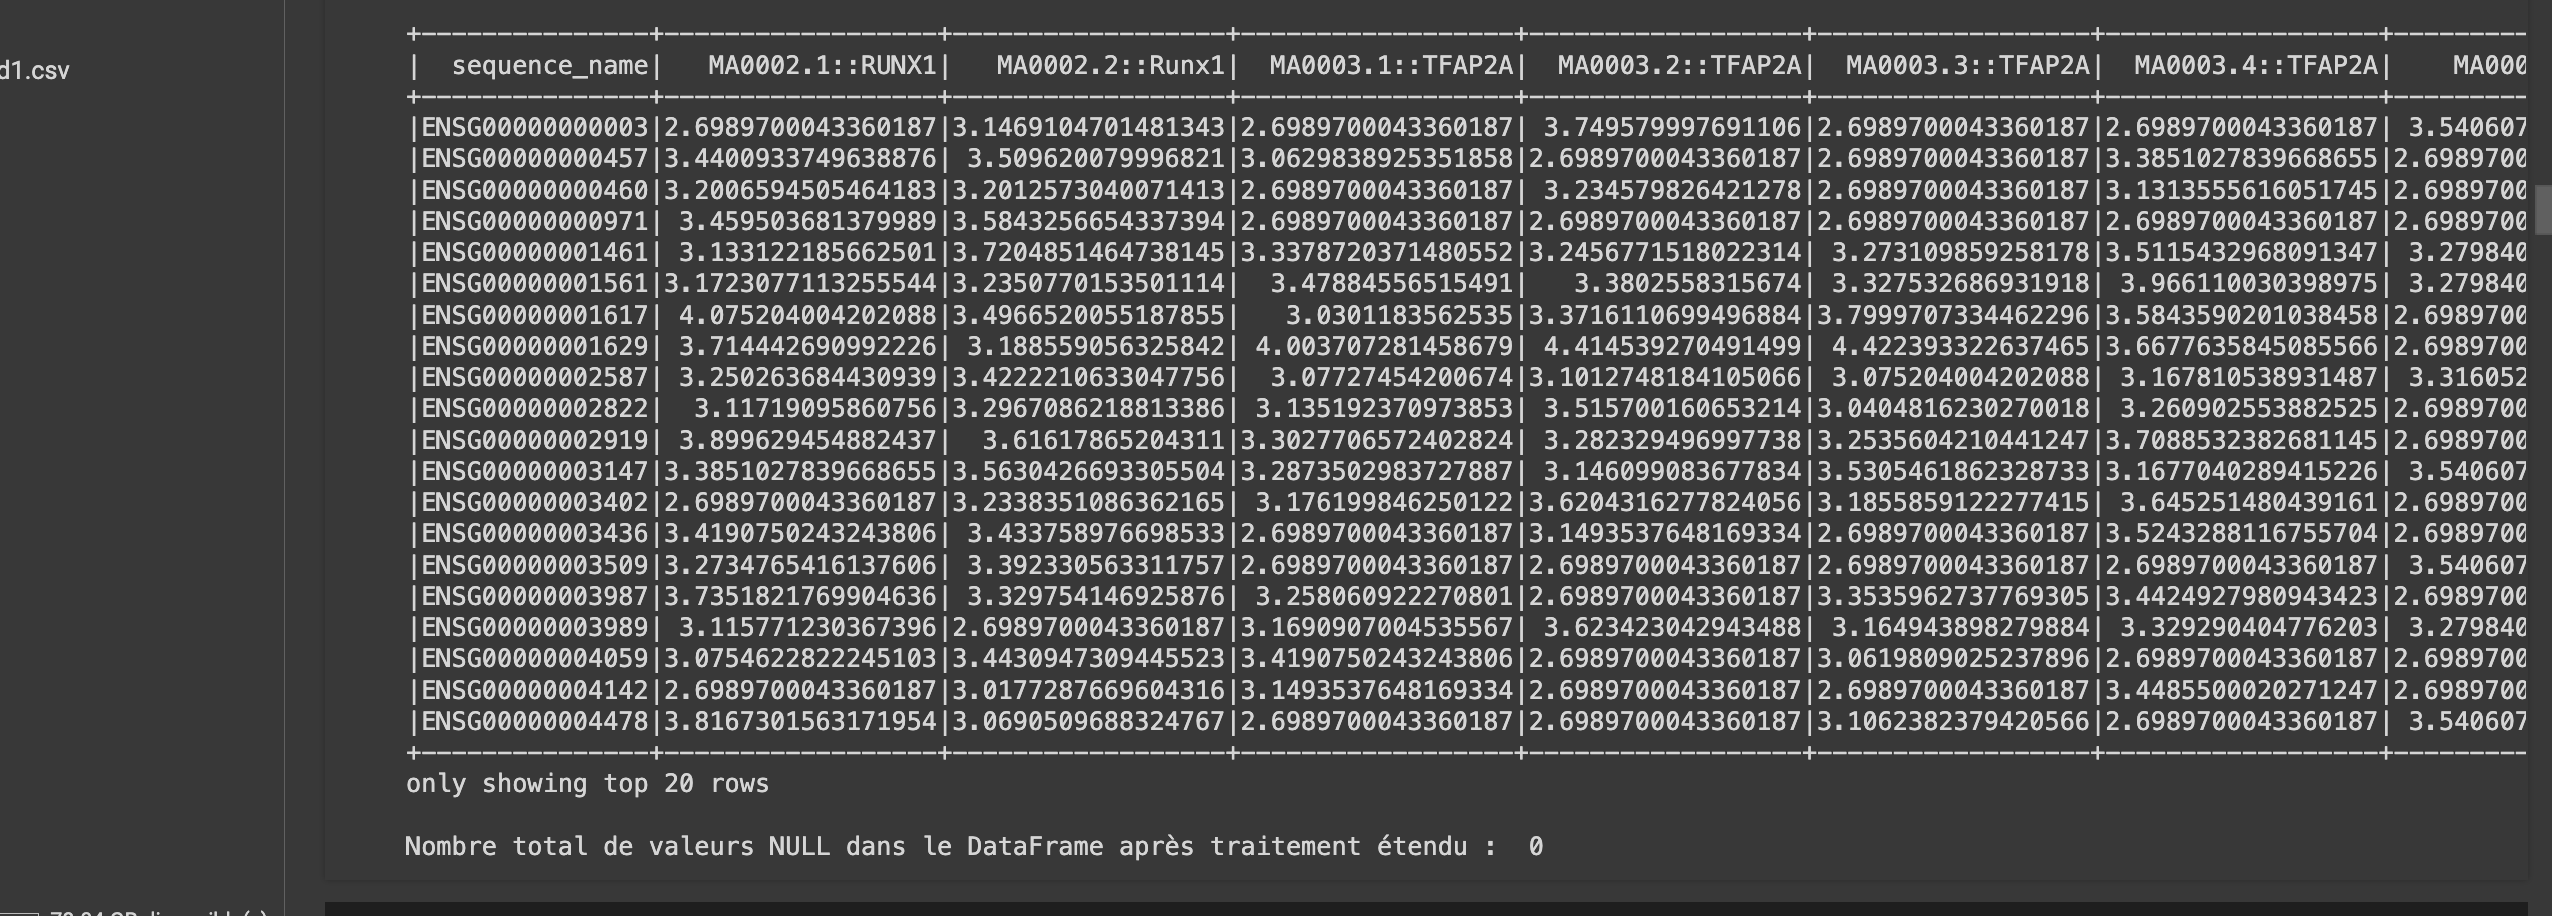 d1.csv
+---------------+------------------+------------------+------------------+------------------+------------------+------------------+---------
|  sequence_name|   MA0002.1::RUNX1|   MA0002.2::Runx1|  MA0003.1::TFAP2A|  MA0003.2::TFAP2A|  MA0003.3::TFAP2A|  MA0003.4::TFAP2A|    MA000
+---------------+------------------+------------------+------------------+------------------+------------------+------------------+---------
|ENSG00000000003|2.6989700043360187|3.1469104701481343|2.6989700043360187| 3.749579997691106|2.6989700043360187|2.6989700043360187| 3.540607
|ENSG00000000457|3.4400933749638876| 3.509620079996821|3.0629838925351858|2.6989700043360187|2.6989700043360187|3.3851027839668655|2.6989700
|ENSG00000000460|3.2006594505464183|3.2012573040071413|2.6989700043360187| 3.234579826421278|2.6989700043360187|3.1313555616051745|2.6989700
|ENSG00000000971| 3.459503681379989|3.5843256654337394|2.6989700043360187|2.6989700043360187|2.6989700043360187|2.6989700043360187|2.6989700
|ENSG00000001461| 3.133122185662501|3.7204851464738145|3.3378720371480552|3.2456771518022314| 3.273109859258178|3.5115432968091347| 3.279840
|ENSG00000001561|3.1723077113255544|3.2350770153501114|  3.47884556515491|   3.3802558315674| 3.327532686931918| 3.966110030398975| 3.279840
|ENSG00000001617| 4.075204004202088|3.4966520055187855|   3.0301183562535|3.3716110699496884|3.7999707334462296|3.5843590201038458|2.6989700
|ENSG00000001629| 3.714442690992226| 3.188559056325842| 4.003707281458679| 4.414539270491499| 4.422393322637465|3.6677635845085566|2.6989700
|ENSG00000002587| 3.250263684430939|3.4222210633047756|  3.07727454200674|3.1012748184105066| 3.075204004202088| 3.167810538931487| 3.316052
|ENSG00000002822|  3.11719095860756|3.2967086218813386| 3.135192370973853| 3.515700160653214|3.0404816230270018| 3.260902553882525|2.6989700
|ENSG00000002919| 3.899629454882437|  3.61617865204311|3.3027706572402824| 3.282329496997738|3.2535604210441247|3.7088532382681145|2.6989700
|ENSG00000003147|3.3851027839668655|3.5630426693305504|3.2873502983727887| 3.146099083677834|3.5305461862328733|3.1677040289415226| 3.540607
|ENSG00000003402|2.6989700043360187|3.2338351086362165| 3.176199846250122|3.6204316277824056|3.1855859122277415| 3.645251480439161|2.6989700
|ENSG00000003436|3.4190750243243806| 3.433758976698533|2.6989700043360187|3.1493537648169334|2.6989700043360187|3.5243288116755704|2.6989700
|ENSG00000003509|3.2734765416137606| 3.392330563311757|2.6989700043360187|2.6989700043360187|2.6989700043360187|2.6989700043360187| 3.540607
|ENSG00000003987|3.7351821769904636| 3.329754146925876| 3.258060922270801|2.6989700043360187|3.3535962737769305|3.4424927980943423|2.6989700
|ENSG00000003989| 3.115771230367396|2.6989700043360187|3.1690907004535567| 3.623423042943488| 3.164943898279884| 3.329290404776203| 3.279840
|ENSG00000004059|3.0754622822245103|3.4430947309445523|3.4190750243243806|2.6989700043360187|3.0619809025237896|2.6989700043360187|2.6989700
|ENSG00000004142|2.6989700043360187|3.0177287669604316|3.1493537648169334|2.6989700043360187|2.6989700043360187|3.4485500020271247|2.6989700
|ENSG00000004478|3.8167301563171954|3.0690509688324767|2.6989700043360187|2.6989700043360187|3.1062382379420566|2.6989700043360187| 3.540607
+---------------+------------------+------------------+------------------+------------------+------------------+------------------+---------
only showing top 20 rows
Nombre total de valeurs NULL dans le DataFrame après traitement étendu :  0